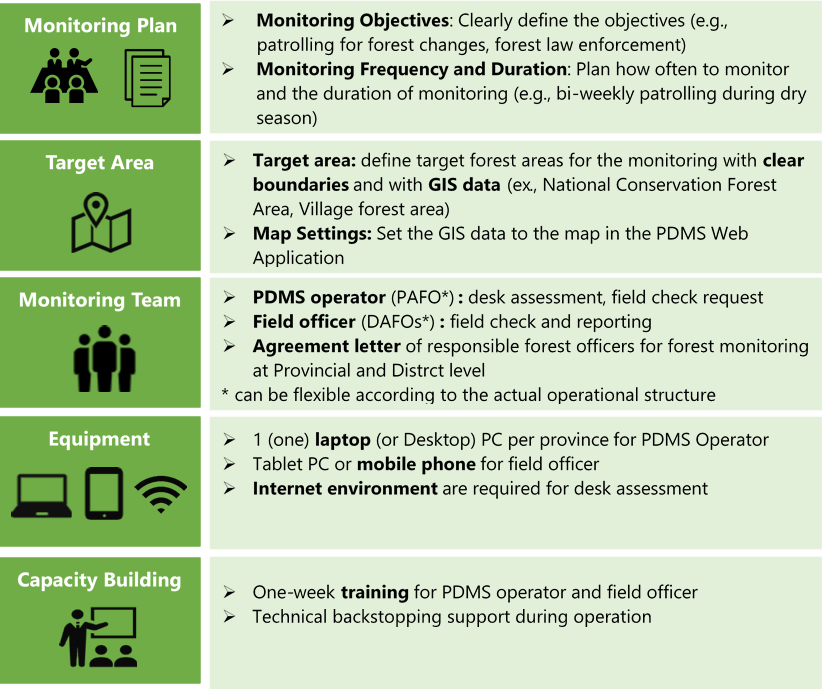 Monitoring Plan
➢ Monitoring Objectives: Clearly define the objectives (e.g.,
patrolling for forest changes, forest law enforcement)
➢ Monitoring Frequency and Duration: Plan how often to monitor
and the duration of monitoring (e.g., bi-weekly patrolling during dry
season)
Target Area
➢ Target area: define target forest areas for the monitoring with clear
boundaries and with GIS data (ex., National Conservation Forest
Area, Village forest area)
➢ Map Settings: Set the GIS data to the map in the PDMS Web
Application
Monitoring Team
➢ PDMS operator (PAFO*) : desk assessment, field check request
➢ Field officer (DAFOs*) : field check and reporting
➢ Agreement letter of responsible forest officers for forest monitoring
at Provincial and Distrct level
* can be flexible according to the actual operational structure
Equipment
➢ 1 (one) laptop (or Desktop) PC per province for PDMS Operator
➢ Tablet PC or mobile phone for field officer
➢ Internet environment are required for desk assessment
Capacity Building
➢ One-week training for PDMS operator and field officer
➢ Technical backstopping support during operation